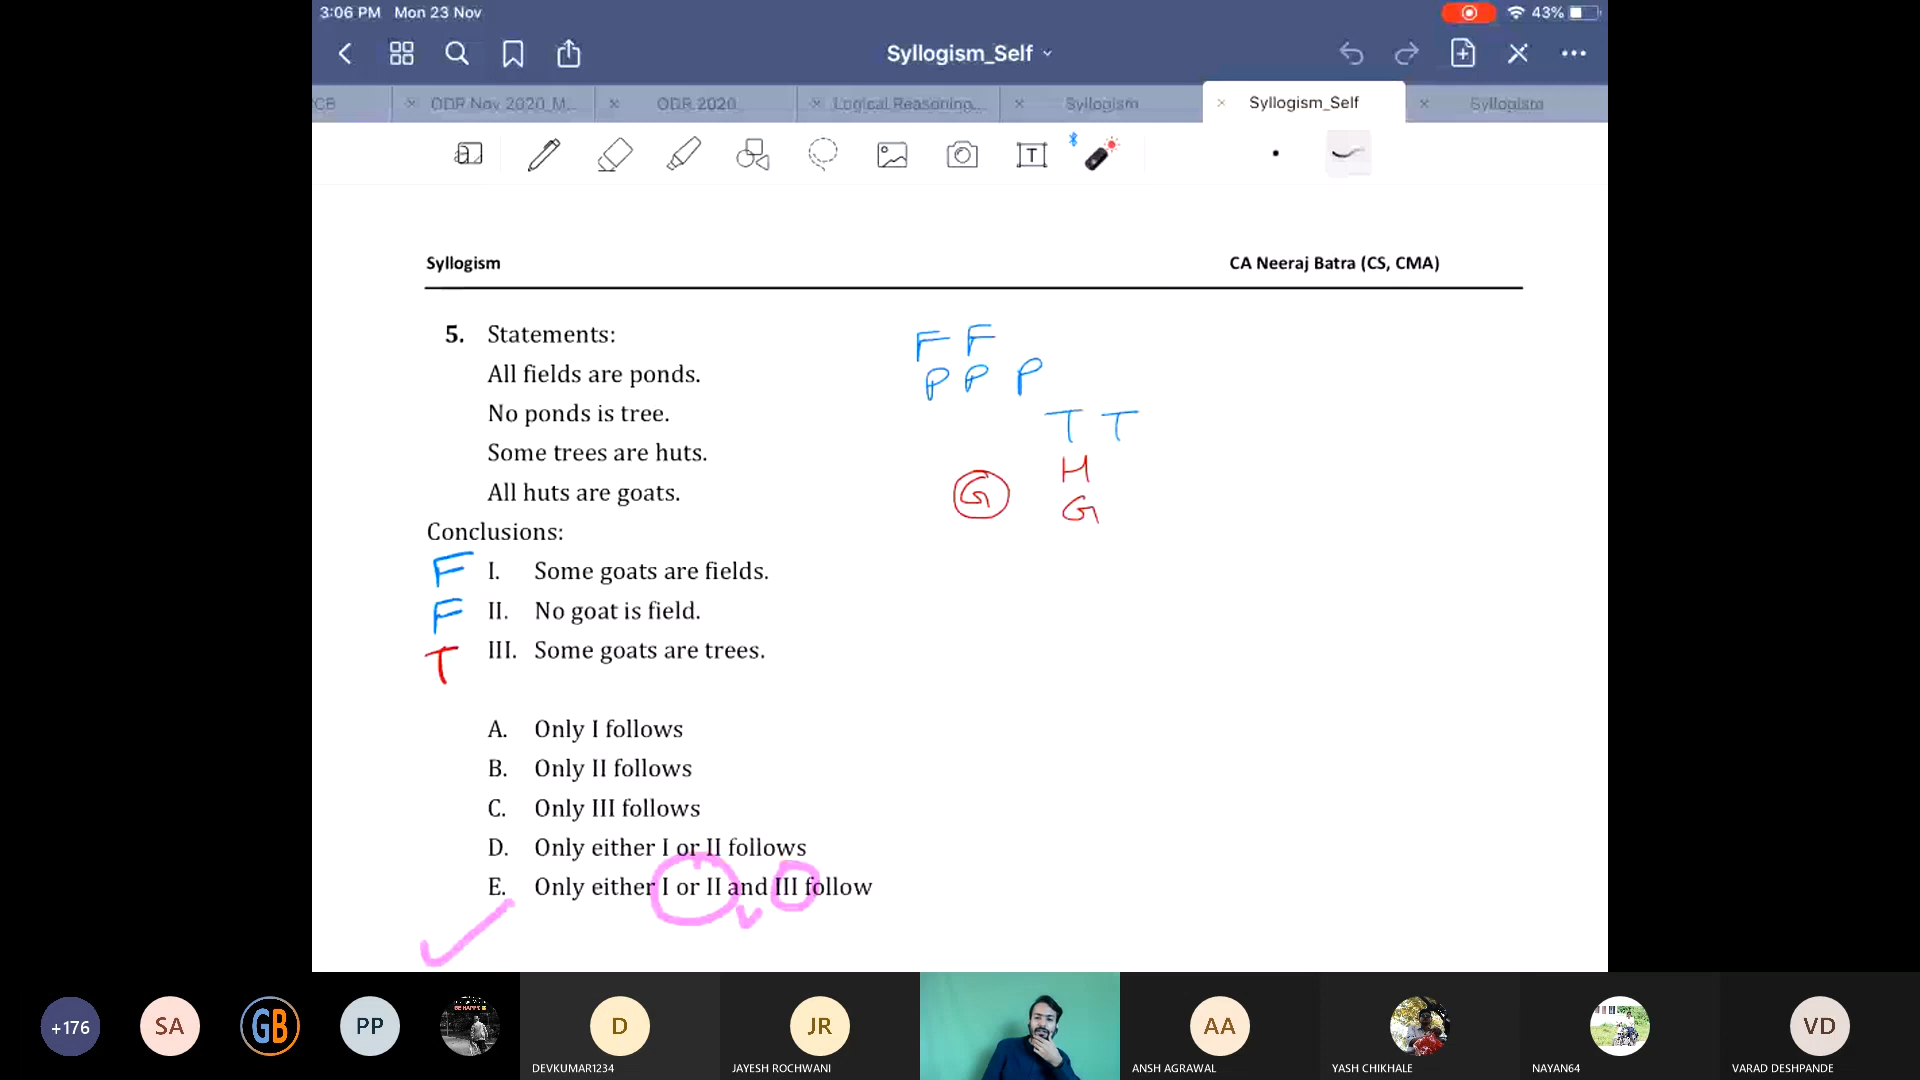 3:06 PM Mon 23 Nov
43%
Syllogism_Self
CB
ODR Nov 2020_M...
ODR 2020
Logical Reasoning...
Syllogism
Syllogism_Self
Syllogism
T
Syllogism
CA Neeraj Batra (CS, CMA)
5. Statements:
All fields are ponds.
No ponds is tree.
Some trees are huts.
All huts are goats.
F F
P P P
T T
H
G G
Conclusions:
F I. Some goats are fields.
F II. No goat is field.
T III. Some goats are trees.
A. Only I follows
B. Only II follows
C. Only III follows
D. Only either I or II follows
E. Only either I or II and III follow
+176
SA
GB
PP
BE HAPPY
D
DEVKUMAR1234
JR
JAYESH ROCHWANI
AA
ANSH AGRAWAL
YASH CHIKHALE
NAYAN64
VD
VARAD DESHPANDE